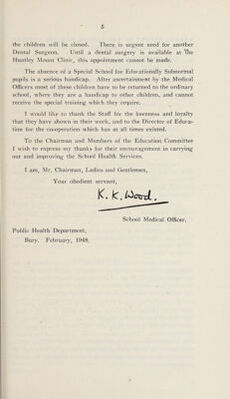 5
the children will be closed. There is urgent need for another
Dental Surgeon. Until a dental surgery is available at The
Huntley Mount Clinic, this appointment cannot be made.
The absence of a Special School for Educationally Subnormal
pupils is a serious handicap. After ascertainment by the Medical
Officers most of these children have to be returned to the ordinary
school, where they are a handicap to other children, and cannot
receive the special training which they require.
I would like to thank the Staff for the keenness and loyalty
that they have shown in their work, and to the Director of Educa-
tion for the co-operation which has at all times existed.
To the Chairman and Members of the Education Committee
I wish to express my thanks for their encouragement in carrying
out and improving the School Health Services.
I am, Mr. Chairman, Ladies and Gentlemen,
Your obedient servant,
K. K. Wood.
School Medical Officer.
Public Health Department,
Bury. February, 1948.